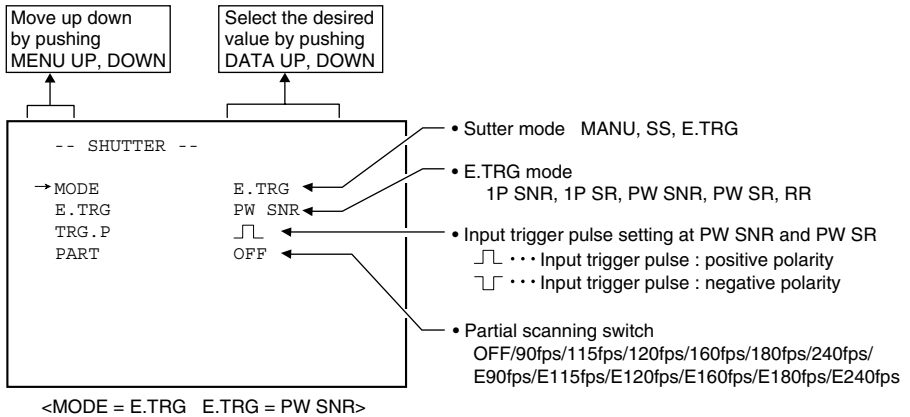 Move up down
by pushing
MENU UP, DOWN
Select the desired
value by pushing
DATA UP, DOWN
-- SHUTTER --
→MODE E.TRG
E.TRG PW SNR
TRG.P
PART OFF
• Sutter mode MANU, SS, E.TRG
• E.TRG mode
1P SNR, 1P SR, PW SNR, PW SR, RR
• Input trigger pulse setting at PW SNR and PW SR
･･･Input trigger pulse : positive polarity
･･･Input trigger pulse : negative polarity
• Partial scanning switch
OFF/90fps/115fps/120fps/160fps/180fps/240fps/
E90fps/E115fps/E120fps/E160fps/E180fps/E240fps
<MODE = E.TRG E.TRG = PW SNR>